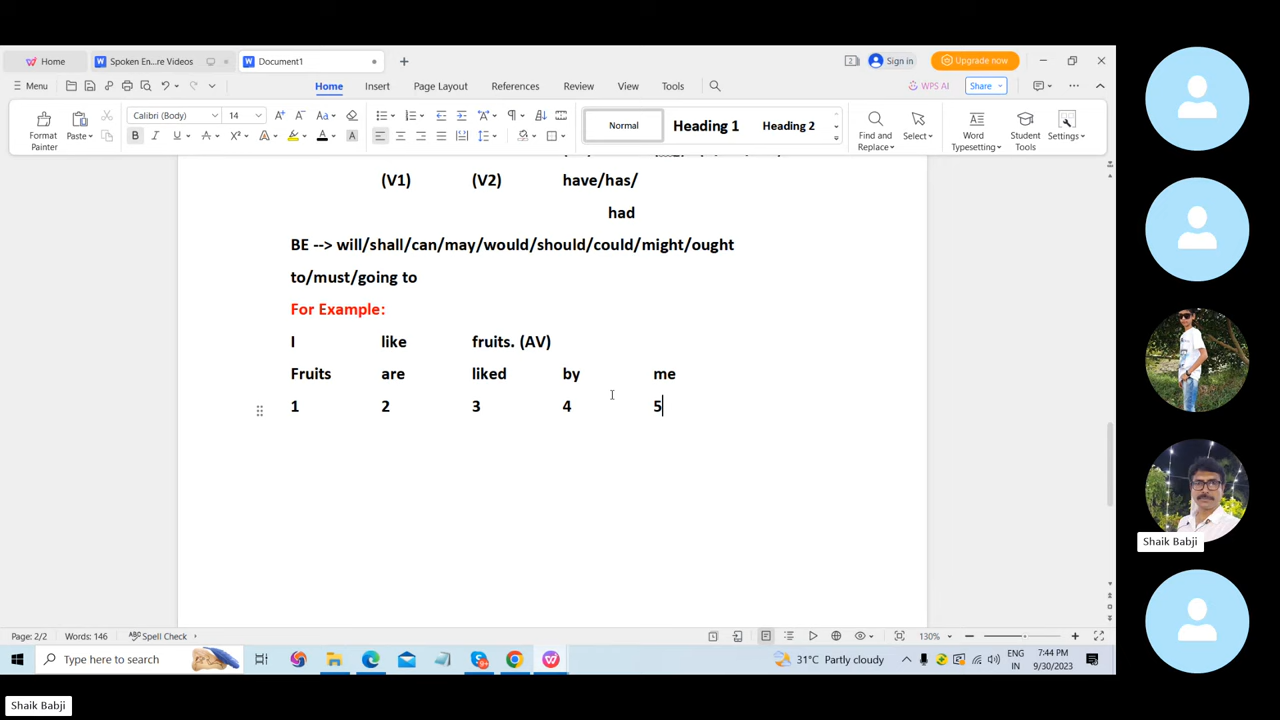 Home
Spoken En...re Videos
Document1
Sign in
Upgrade now
Menu
Home
Insert
Page Layout
References
Review
View
Tools
WPS AI
Share
Format
Painter
Paste
Calibri (Body)
14
Normal
Heading 1
Heading 2
Find and
Replace
Select
Word
Typesetting
Student
Tools
Settings
(V1) (V2) have/has/
had
BE --> will/shall/can/may/would/should/could/might/ought
to/must/going to
For Example:
I like fruits. (AV)
Fruits are liked by me
1 2 3 4 5
Shaik Babji
Page: 2/2
Words: 146
Spell Check
130%
Type here to search
31°C Partly cloudy
ENG
IN
7:44 PM
9/30/2023
Shaik Babji